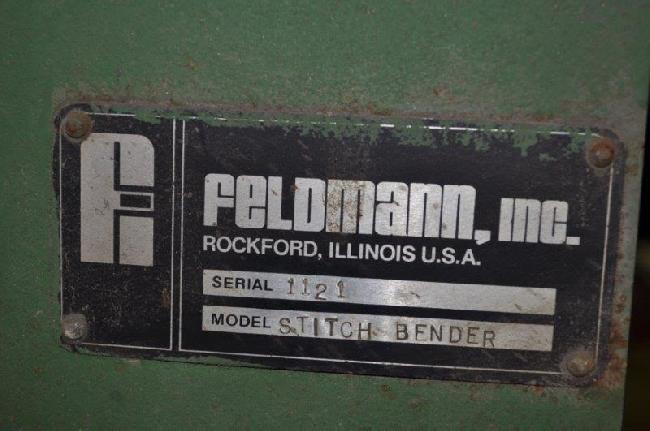 FELDMANN, INC.
ROCKFORD, ILLINOIS U.S.A.
SERIAL 1121
MODEL STITCH BENDER